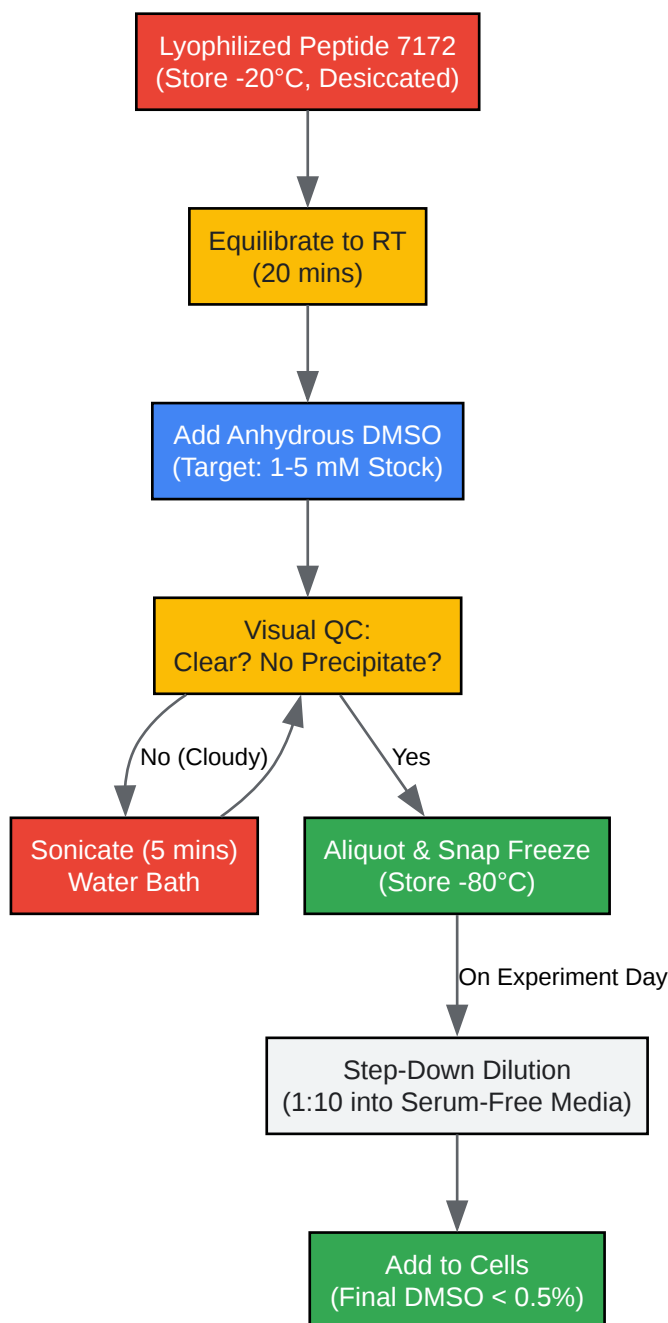 Lyophilized Peptide 7172
(Store -20°C, Desiccated)
Equilibrate to RT
(20 mins)
Add Anhydrous DMSO
(Target: 1-5 mM Stock)
Visual QC:
Clear? No Precipitate?
No (Cloudy)
Yes
Sonicate (5 mins)
Water Bath
Aliquot & Snap Freeze
(Store -80°C)
On Experiment Day
Step-Down Dilution
(1:10 into Serum-Free Media)
Add to Cells
(Final DMSO < 0.5%)